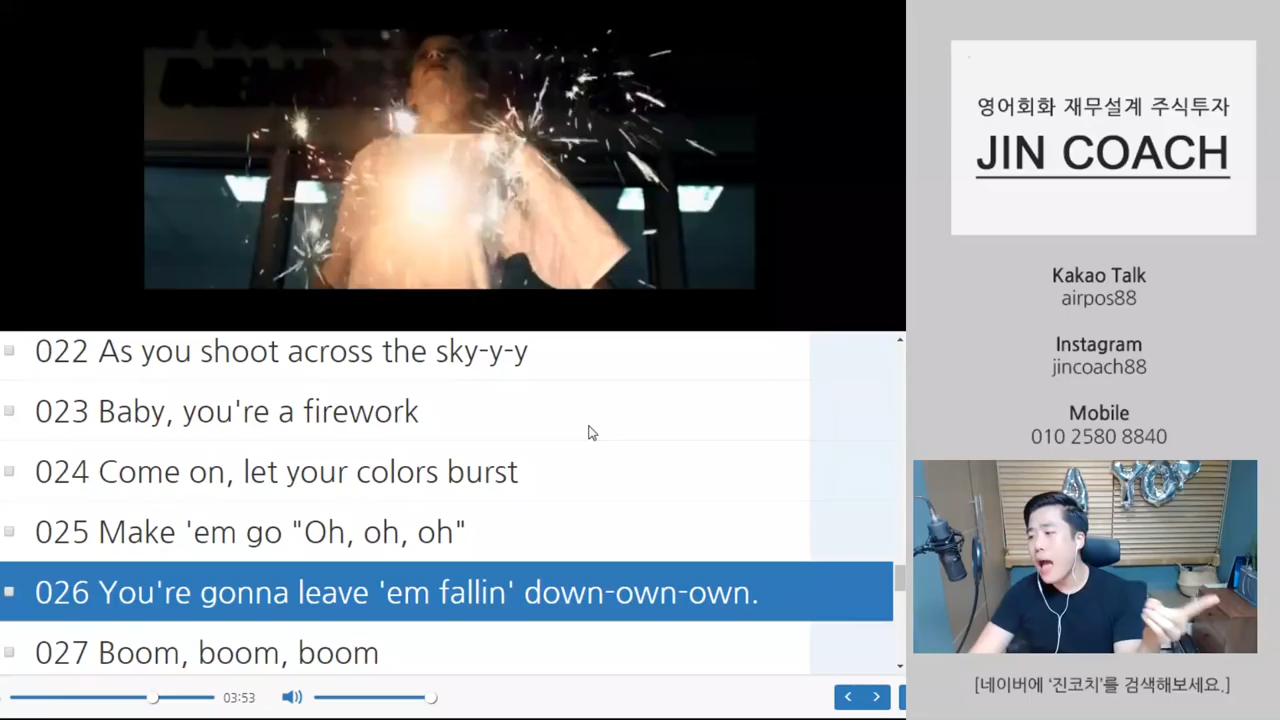 영어회화 재무설계 주식투자
JIN COACH
Kakao Talk
airpos88
Instagram
jincoach88
Mobile
010 2580 8840
[네이버에 '진코치'를 검색해보세요.]
022 As you shoot across the sky-y-y
023 Baby, you're a firework
024 Come on, let your colors burst
025 Make 'em go "Oh, oh, oh"
026 You're gonna leave 'em fallin' down-own-own.
027 Boom, boom, boom
03:53